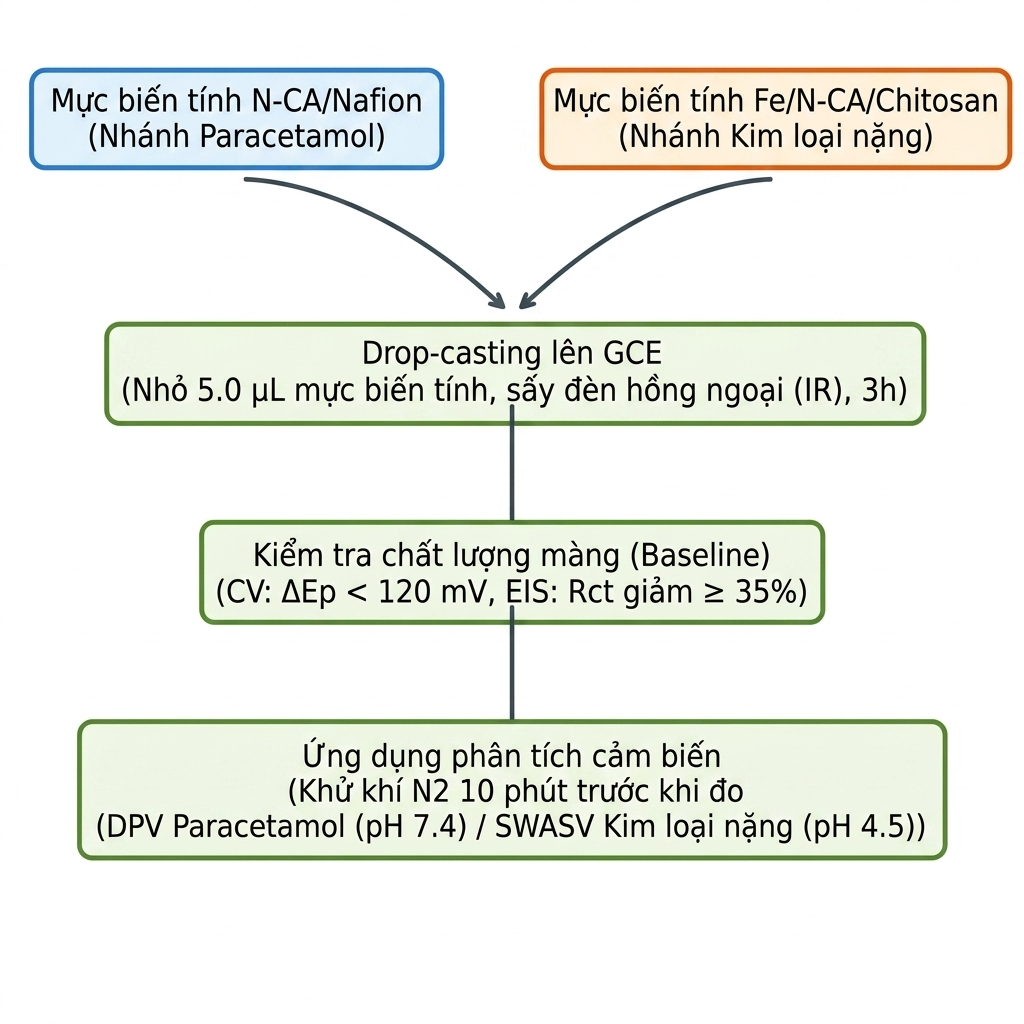 Mực biến tính N-CA/Nafion
(Nhánh Paracetamol)
Mực biến tính Fe/N-CA/Chitosan
(Nhánh Kim loại nặng)
Drop-casting lên GCE
(Nhỏ 5.0 µL mực biến tính, sấy đèn hồng ngoại (IR), 3h)
Kiểm tra chất lượng màng (Baseline)
(CV: ΔEp < 120 mV, EIS: Rct giảm ≥ 35%)
Ứng dụng phân tích cảm biến
(Khử khí N2 10 phút trước khi đo
(DPV Paracetamol (pH 7.4) / SWASV Kim loại nặng (pH 4.5))